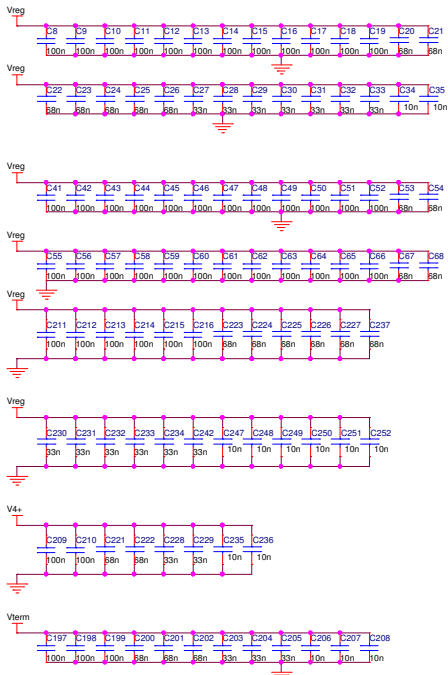 Vreg
C8 C9 C10 C11 C12 C13 C14 C15 C16 C17 C18 C19 C20 C21
100n 100n 100n 100n 100n 100n 100n 100n 100n 100n 100n 100n 68n 68n
Vreg
C22 C23 C24 C25 C26 C27 C28 C29 C30 C31 C32 C33 C34 C35
68n 68n 68n 68n 68n 33n 33n 33n 33n 33n 33n 33n 10n 10n
Vreg
C41 C42 C43 C44 C45 C46 C47 C48 C49 C50 C51 C52 C53 C54
100n 100n 100n 100n 100n 100n 100n 100n 100n 100n 100n 100n 68n 68n
Vreg
C55 C56 C57 C58 C59 C60 C61 C62 C63 C64 C65 C66 C67 C68
100n 100n 100n 100n 100n 100n 100n 100n 100n 100n 100n 100n 68n 68n
Vreg
C211 C212 C213 C214 C215 C216 C223 C224 C225 C226 C227 C237
100n 100n 100n 100n 100n 100n 68n 68n 68n 68n 68n 68n
Vreg
C230 C231 C232 C233 C234 C242 C247 C248 C249 C250 C251 C252
33n 33n 33n 33n 33n 33n 10n 10n 10n 10n 10n 10n
V4+
C209 C210 C221 C222 C228 C229 C235 C236
100n 100n 68n 68n 33n 33n 10n 10n
Vterm
C197 C198 C199 C200 C201 C202 C203 C204 C205 C206 C207 C208
100n 100n 100n 68n 68n 68n 33n 33n 33n 10n 10n 10n